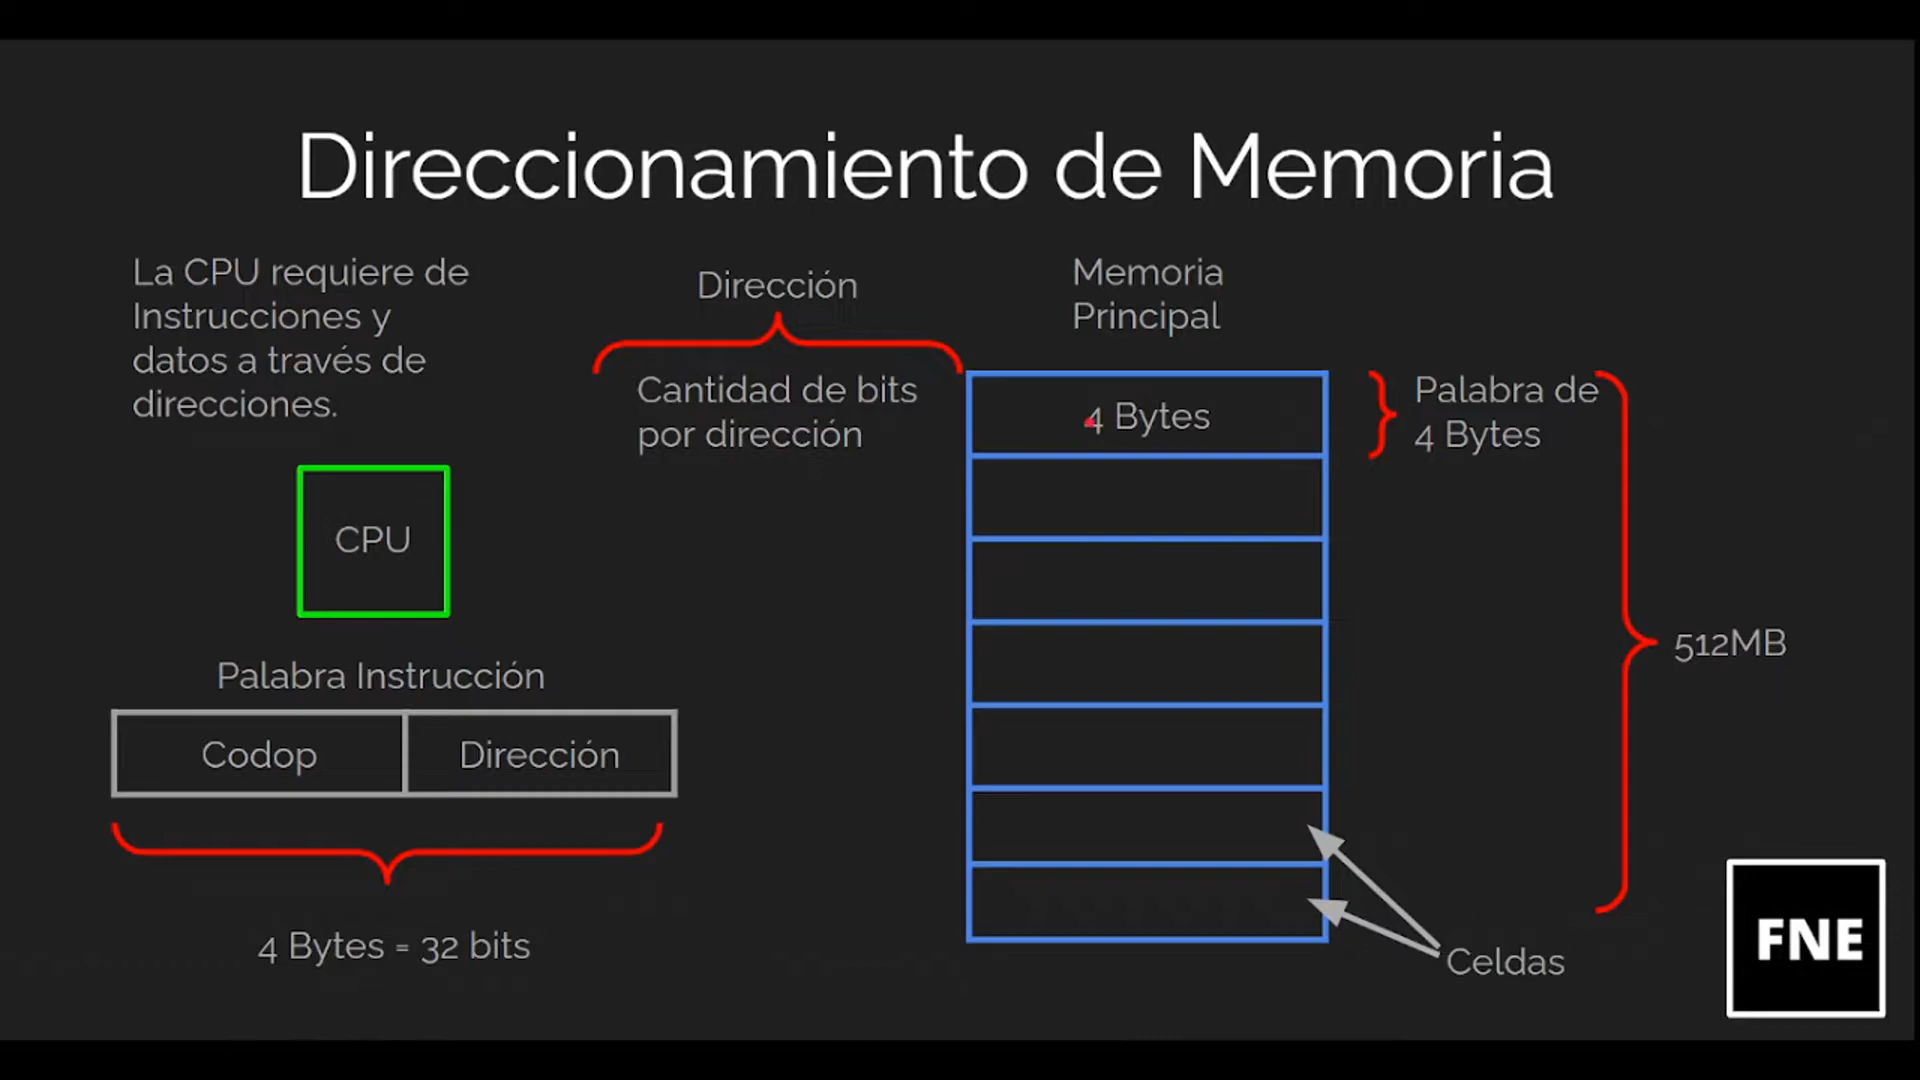 Direccionamiento de Memoria
La CPU requiere de
Instrucciones y
datos a través de
direcciones.
Dirección
Cantidad de bits
por dirección
Memoria
Principal
4 Bytes
Palabra de
4 Bytes
512MB
CPU
Palabra Instrucción
Codop
Dirección
4 Bytes = 32 bits
Celdas
FNE